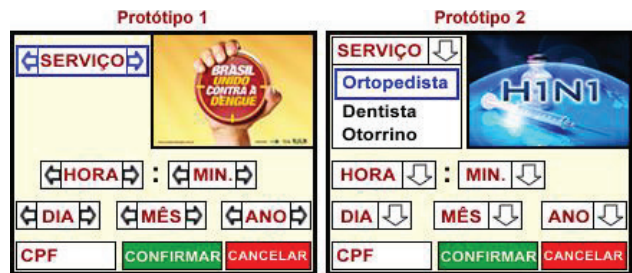 Protótipo 1
SERVIÇO
BRASIL
UNIDO
CONTRA A
DENGUE
HORA : MIN.
DIA MÊS ANO
CPF CONFIRMAR CANCELAR
Protótipo 2
SERVIÇO
Ortopedista
Dentista
Otorrino
H1N1
HORA : MIN.
DIA MÊS ANO
CPF CONFIRMAR CANCELAR